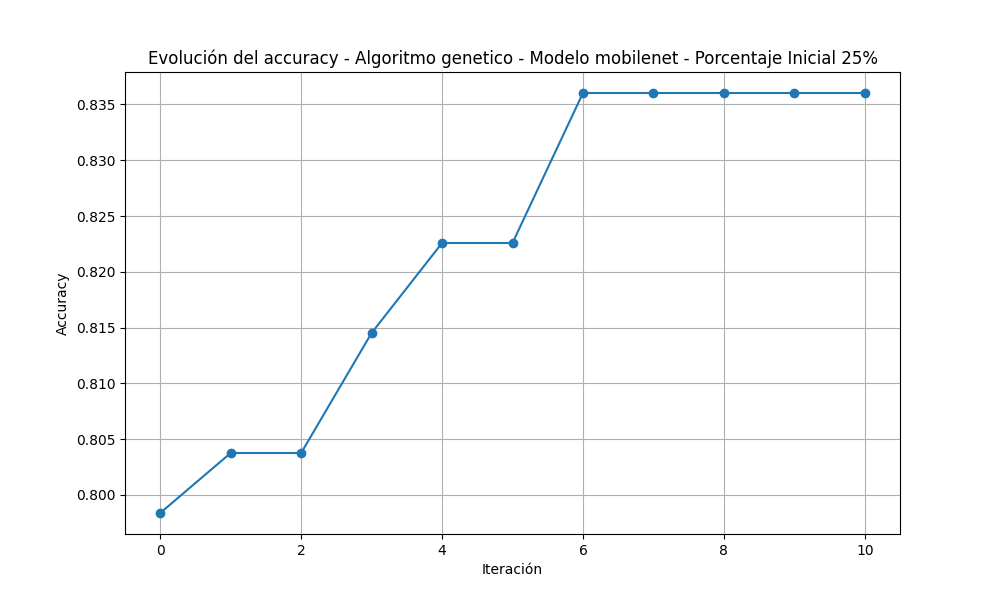 Evolución del accuracy - Algoritmo genetico - Modelo mobilenet - Porcentaje Inicial 25%
0.835
0.830
0.825
0.820
0.815
0.810
0.805
0.800
Accuracy
0 2 4 6 8 10
Iteración